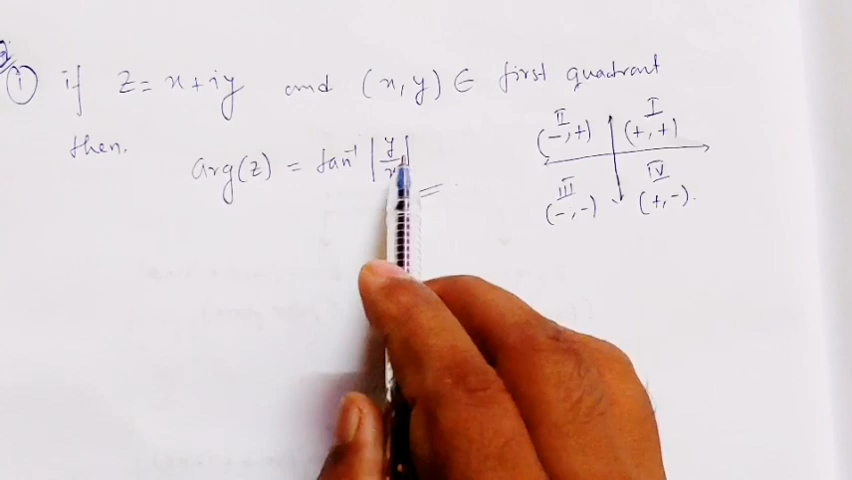 ① if z = x + iy and (x, y) ∈ first quadrant
then.
arg(z) = tan⁻¹ |y/x|
II (-, +) I (+, +)
III (-, -) IV (+, -).